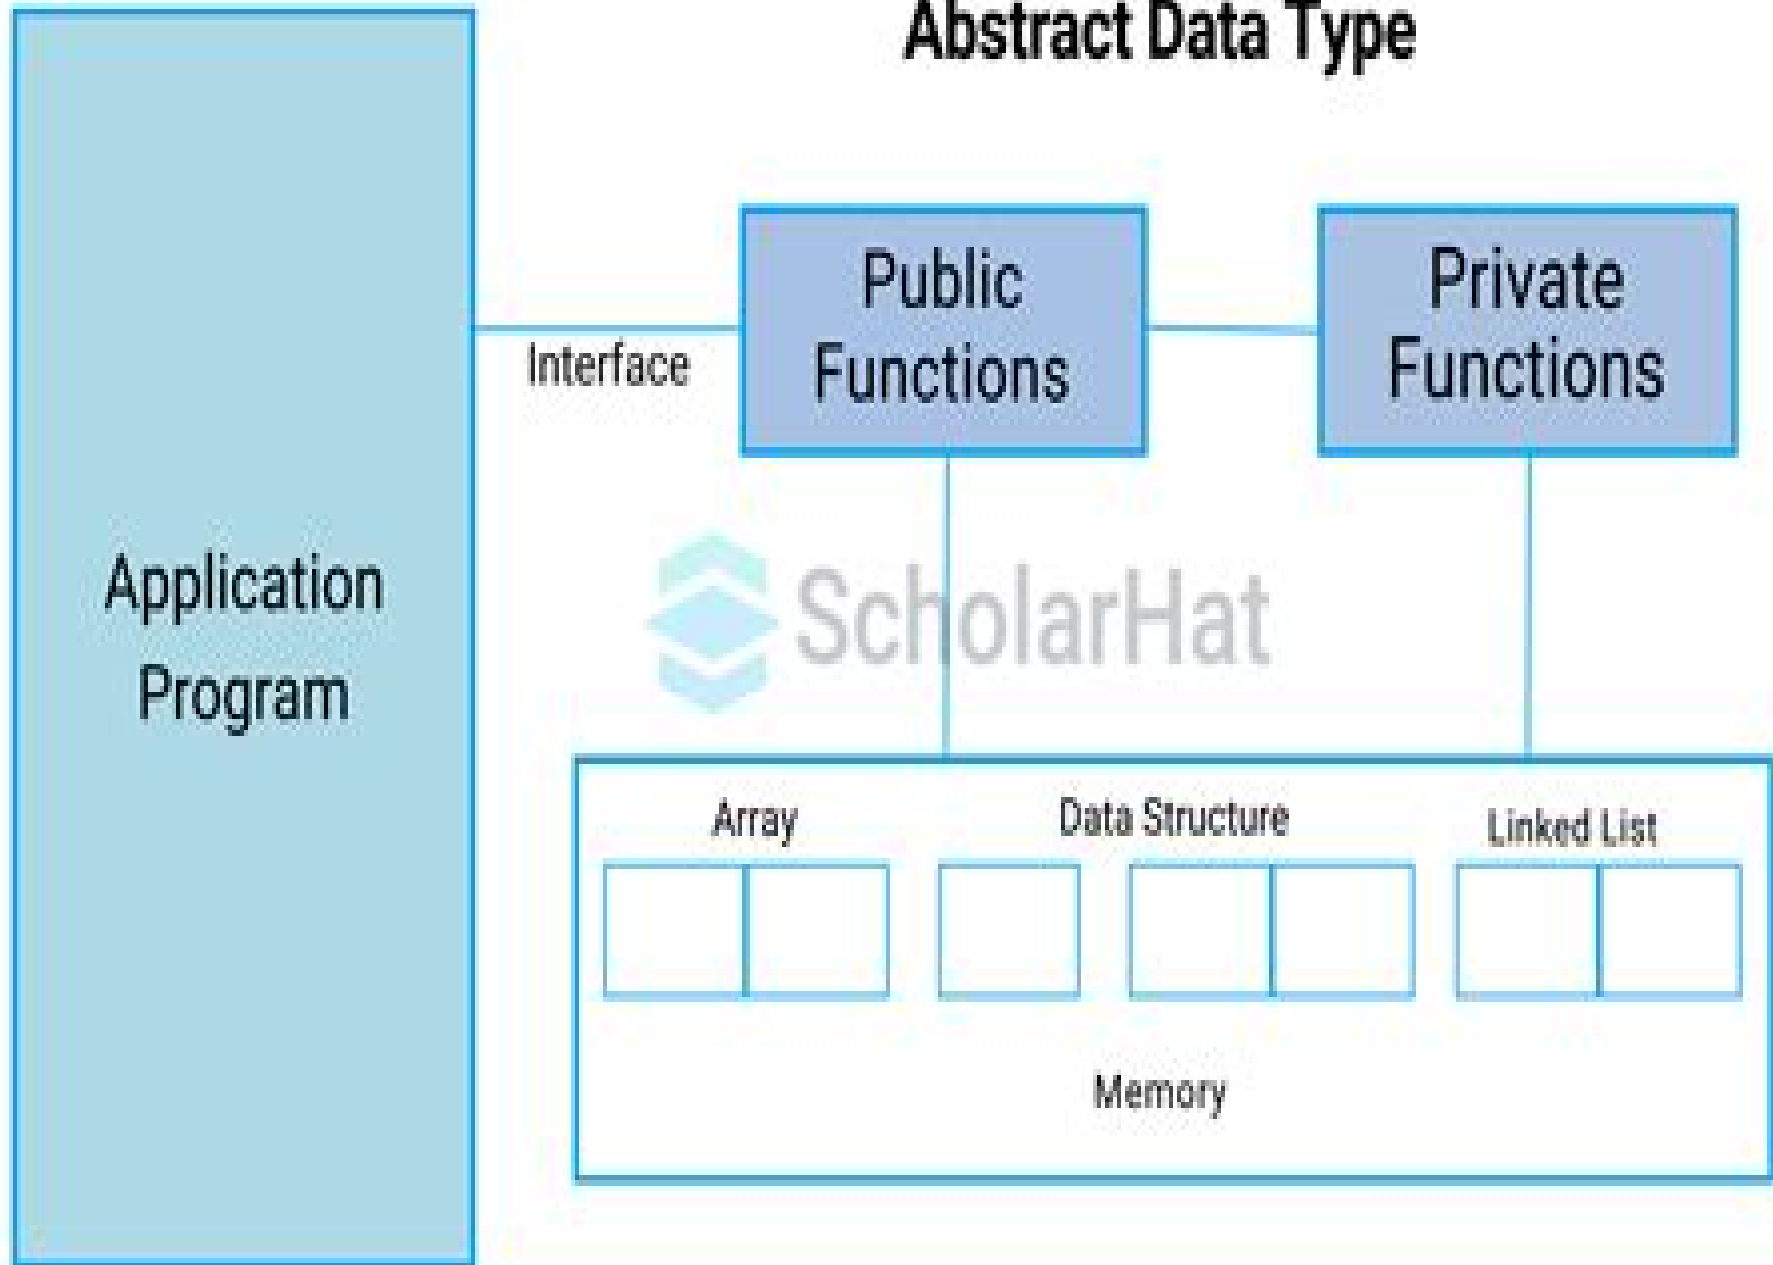 Abstract Data Type
Public
Functions
Private
Functions
Interface
Application
Program
ScholarHat
Array
Data Structure
Linked List
Memory